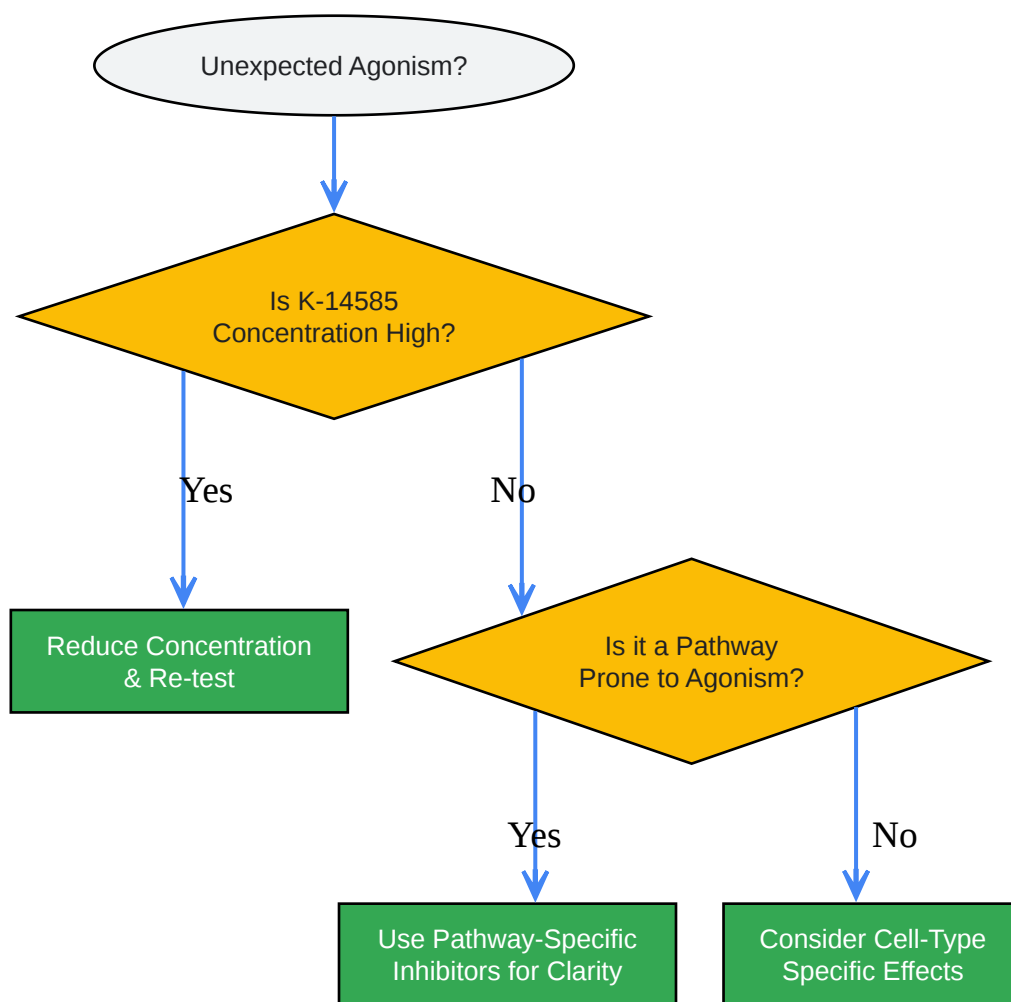 Unexpected Agonism?
Is K-14585
Concentration High?
Yes
No
Reduce Concentration
& Re-test
Is it a Pathway
Prone to Agonism?
Yes
No
Use Pathway-Specific
Inhibitors for Clarity
Consider Cell-Type
Specific Effects